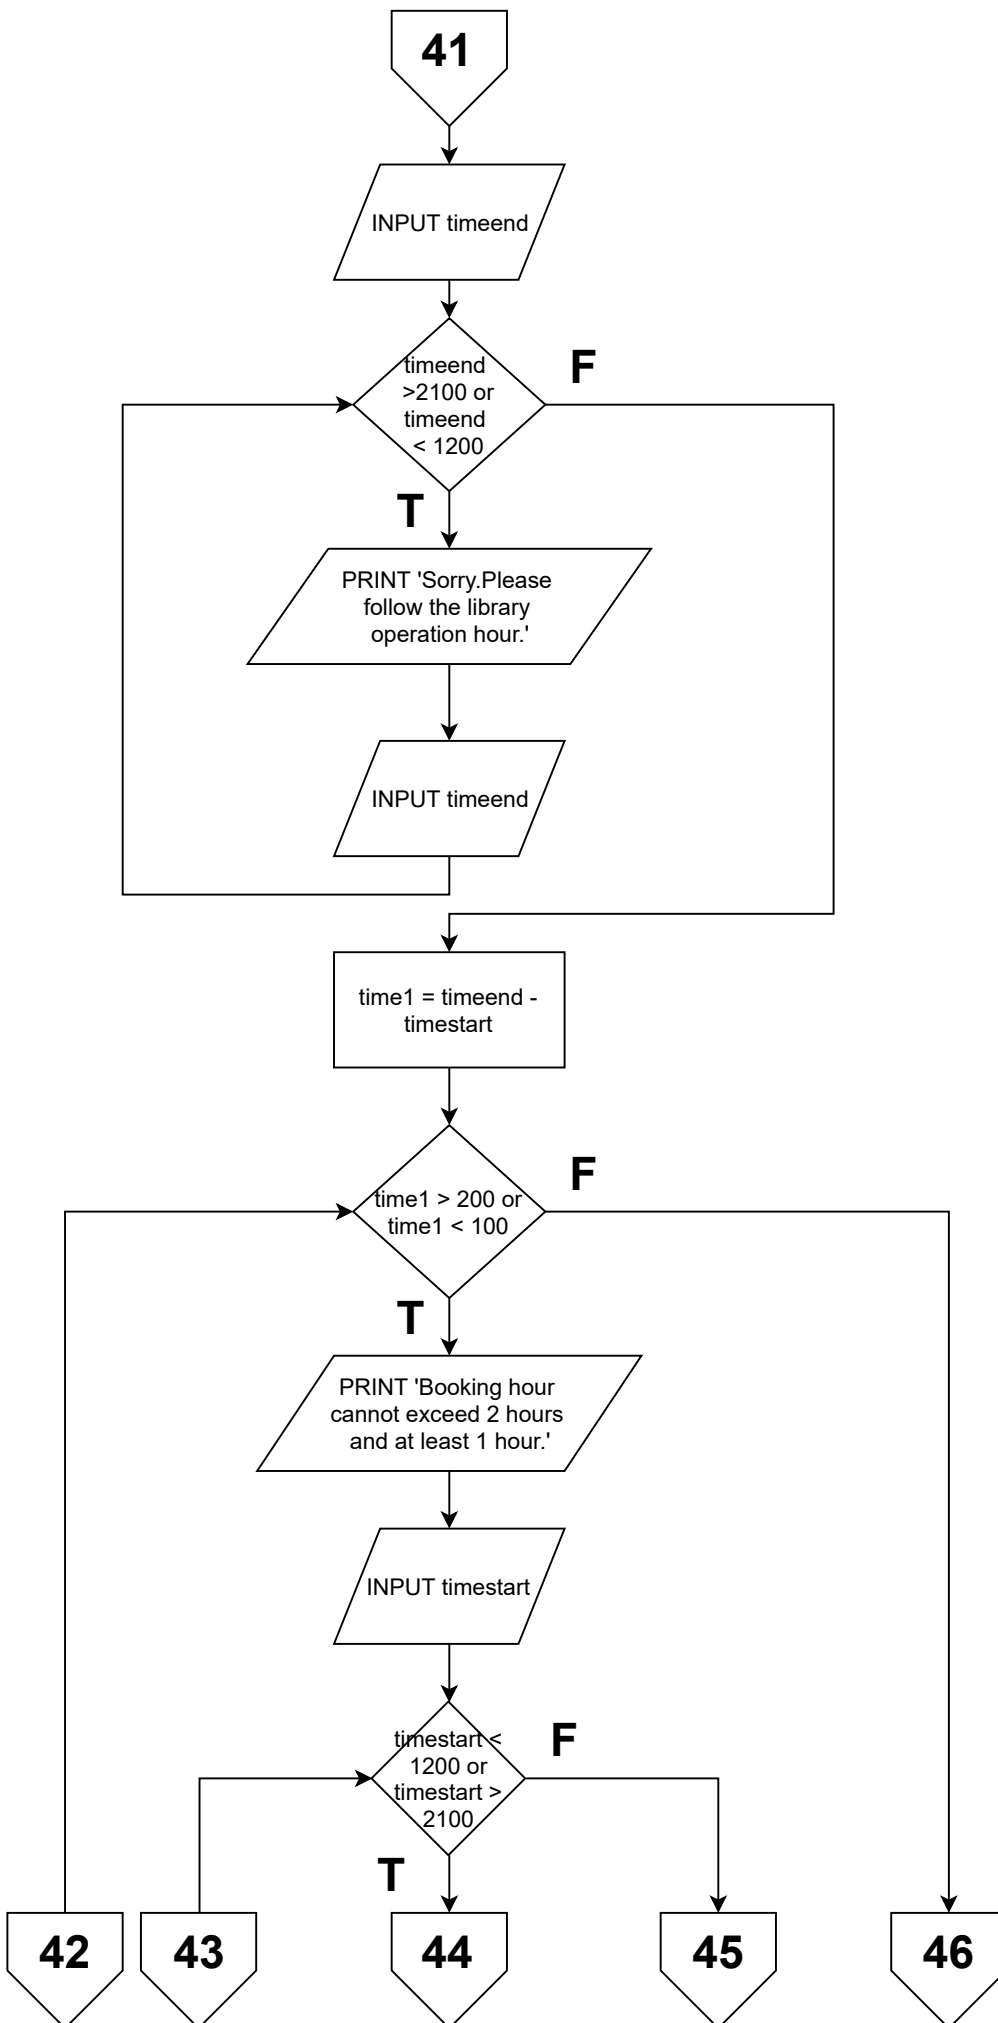 41
INPUT timeend
timeend
>2100 or
timeend
< 1200
F
T
PRINT 'Sorry.Please
follow the library
operation hour.'
INPUT timeend
time1 = timeend -
timestart
time1 > 200 or
time1 < 100
F
T
PRINT 'Booking hour
cannot exceed 2 hours
and at least 1 hour.'
INPUT timestart
timestart <
1200 or
timestart >
2100
F
T
42
43
44
45
46